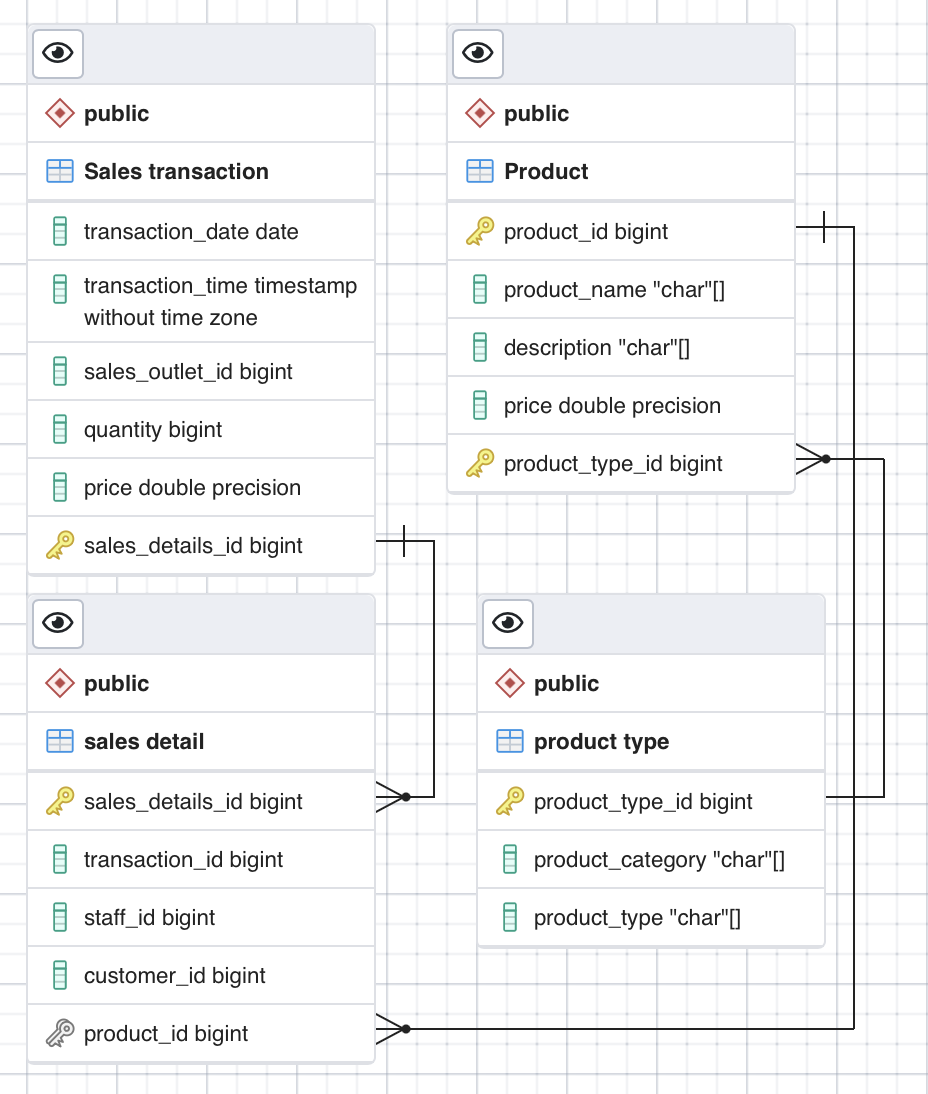 public
Sales transaction
transaction_date date
transaction_time timestamp
without time zone
sales_outlet_id bigint
quantity bigint
price double precision
sales_details_id bigint
public
Product
product_id bigint
product_name "char"[]
description "char"[]
price double precision
product_type_id bigint
public
sales detail
sales_details_id bigint
transaction_id bigint
staff_id bigint
customer_id bigint
product_id bigint
public
product type
product_type_id bigint
product_category "char"[]
product_type "char"[]